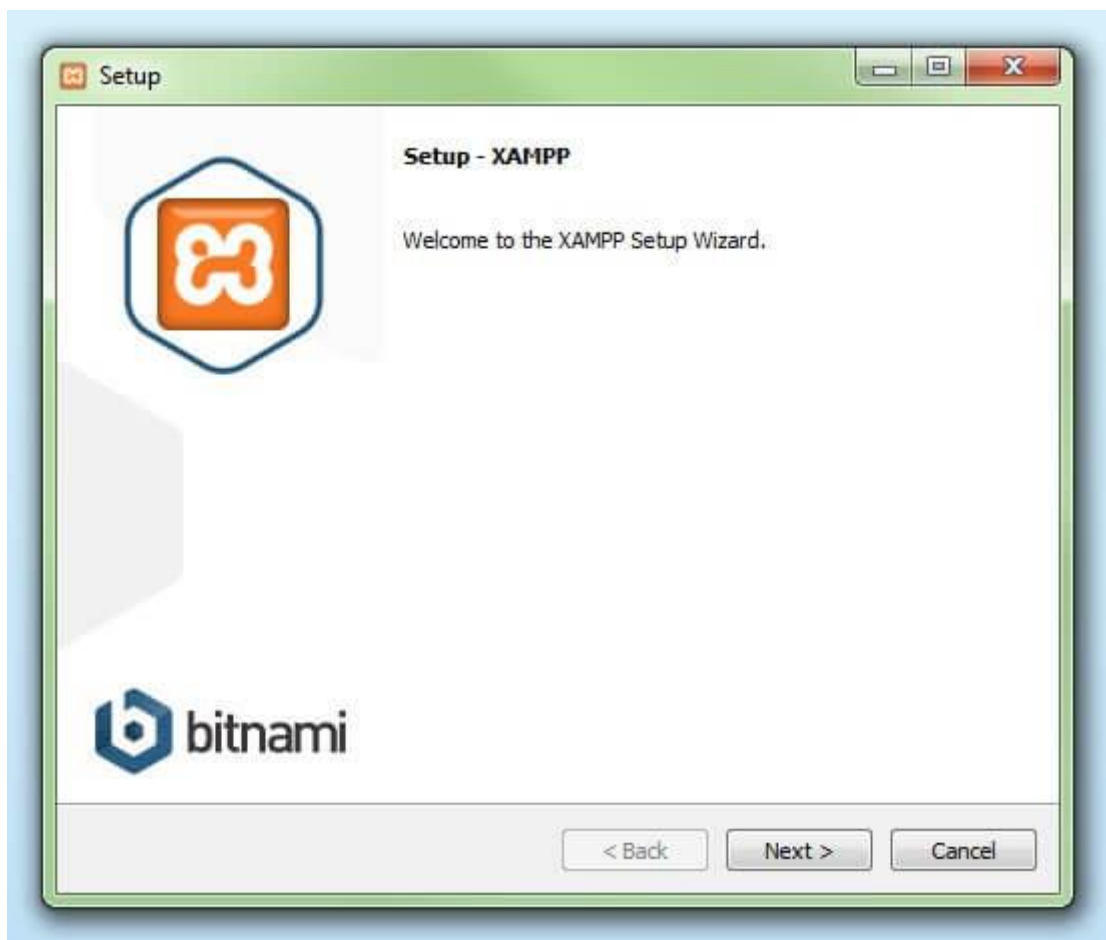 Setup
Setup - XAMPP
Welcome to the XAMPP Setup Wizard.
bitnami
< Back Next > Cancel